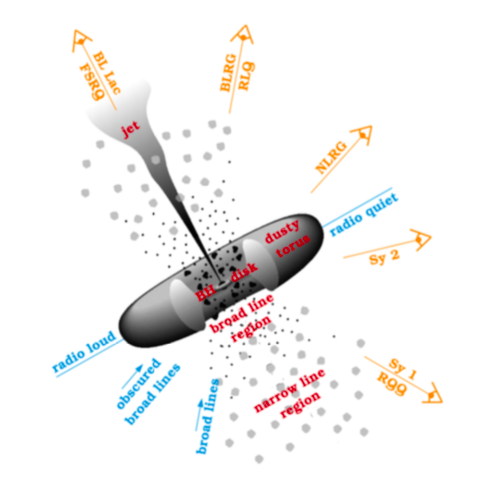 BL Lac
FSRQ
BLRG
RLQ
jet
NLRG
radio quiet
dusty
torus
Sy 2
BH
disk
broad line
region
radio loud
obscured
broad lines
broad lines
narrow line
region
Sy 1
RQQ